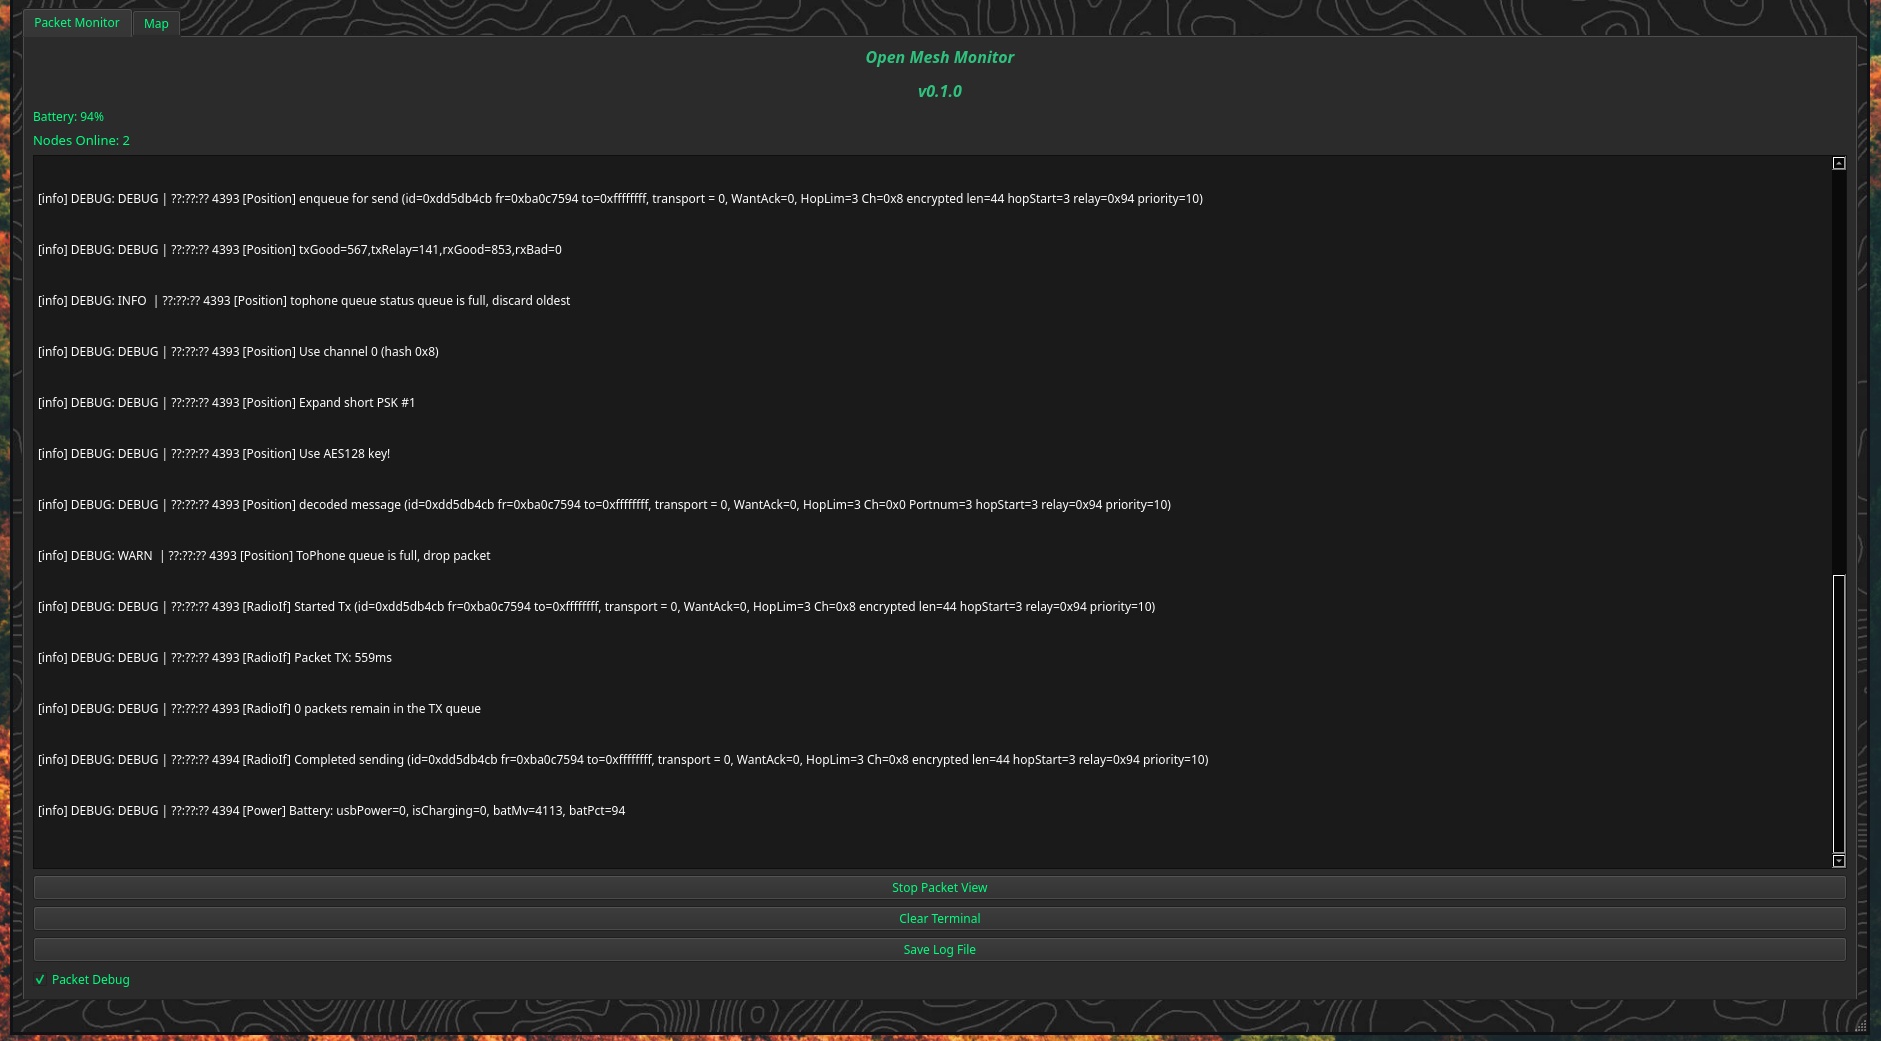 Packet Monitor
Map
Open Mesh Monitor
v0.1.0
Battery: 94%
Nodes Online: 2
[info] DEBUG: DEBUG | ??:??:?? 4393 [Position] enqueue for send (id=0xdd5db4cb fr=0xba0c7594 to=0xffffffff, transport = 0, WantAck=0, HopLim=3 Ch=0x8 encrypted len=44 hopStart=3 relay=0x94 priority=10)
[info] DEBUG: DEBUG | ??:??:?? 4393 [Position] txGood=567,txRelay=141,rxGood=853,rxBad=0
[info] DEBUG: INFO  | ??:??:?? 4393 [Position] tophone queue status queue is full, discard oldest
[info] DEBUG: DEBUG | ??:??:?? 4393 [Position] Use channel 0 (hash 0x8)
[info] DEBUG: DEBUG | ??:??:?? 4393 [Position] Expand short PSK #1
[info] DEBUG: DEBUG | ??:??:?? 4393 [Position] Use AES128 key!
[info] DEBUG: DEBUG | ??:??:?? 4393 [Position] decoded message (id=0xdd5db4cb fr=0xba0c7594 to=0xffffffff, transport = 0, WantAck=0, HopLim=3 Ch=0x0 Portnum=3 hopStart=3 relay=0x94 priority=10)
[info] DEBUG: WARN  | ??:??:?? 4393 [Position] ToPhone queue is full, drop packet
[info] DEBUG: DEBUG | ??:??:?? 4393 [RadioIf] Started Tx (id=0xdd5db4cb fr=0xba0c7594 to=0xffffffff, transport = 0, WantAck=0, HopLim=3 Ch=0x8 encrypted len=44 hopStart=3 relay=0x94 priority=10)
[info] DEBUG: DEBUG | ??:??:?? 4393 [RadioIf] Packet TX: 559ms
[info] DEBUG: DEBUG | ??:??:?? 4393 [RadioIf] 0 packets remain in the TX queue
[info] DEBUG: DEBUG | ??:??:?? 4394 [RadioIf] Completed sending (id=0xdd5db4cb fr=0xba0c7594 to=0xffffffff, transport = 0, WantAck=0, HopLim=3 Ch=0x8 encrypted len=44 hopStart=3 relay=0x94 priority=10)
[info] DEBUG: DEBUG | ??:??:?? 4394 [Power] Battery: usbPower=0, isCharging=0, batMv=4113, batPct=94
Stop Packet View
Clear Terminal
Save Log File
Packet Debug